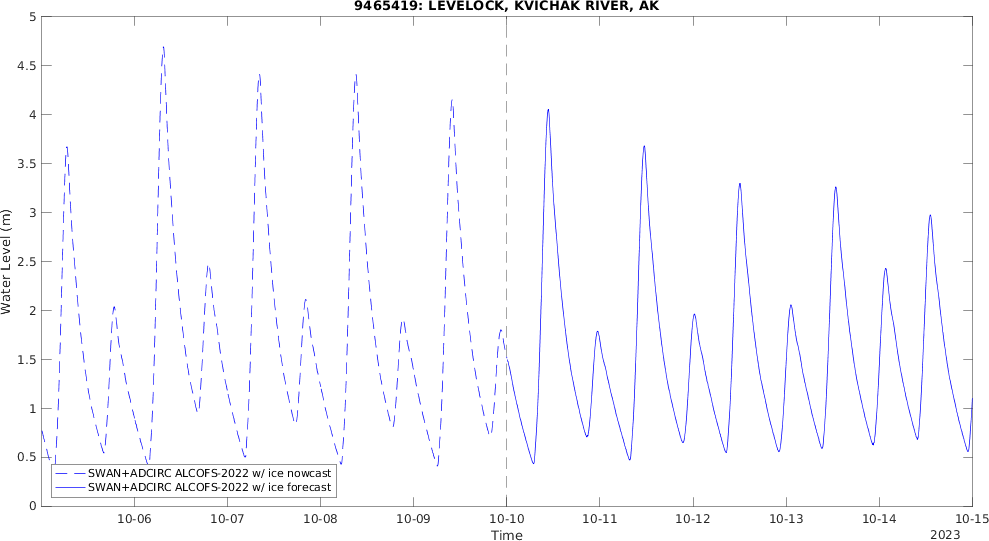 9465419: LEVELOCK, KVICHAK RIVER, AK
5
4.5
4
3.5
3
2.5
2
1.5
1
0.5
0
Water Level (m)
SWAN+ADCIRC ALCOFS-2022 w/ ice nowcast
SWAN+ADCIRC ALCOFS-2022 w/ ice forecast
10-06 10-07 10-08 10-09 10-10 10-11 10-12 10-13 10-14 10-15
Time
2023